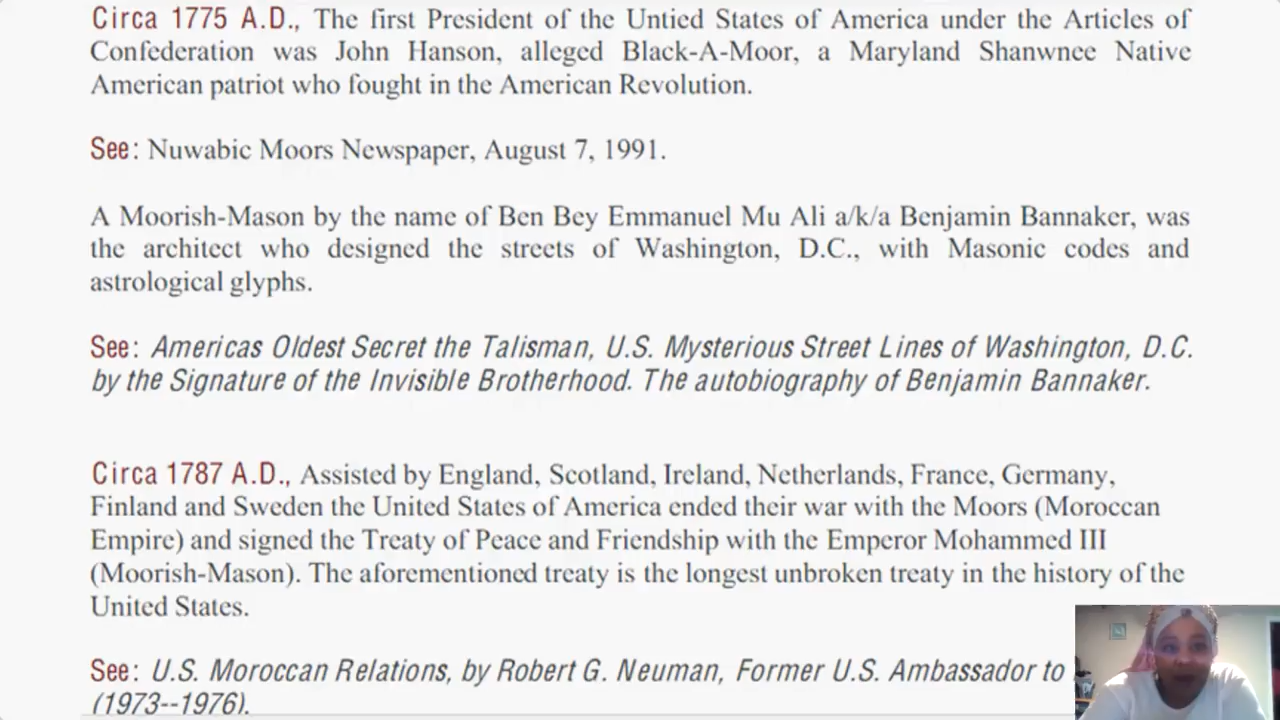 Circa 1775 A.D., The first President of the Untied States of America under the Articles of
Confederation was John Hanson, alleged Black-A-Moor, a Maryland Shanwnee Native
American patriot who fought in the American Revolution.
See: Nuwabic Moors Newspaper, August 7, 1991.
A Moorish-Mason by the name of Ben Bey Emmanuel Mu Ali a/k/a Benjamin Bannaker, was
the architect who designed the streets of Washington, D.C., with Masonic codes and
astrological glyphs.
See: Americas Oldest Secret the Talisman, U.S. Mysterious Street Lines of Washington, D.C.
by the Signature of the Invisible Brotherhood. The autobiography of Benjamin Bannaker.
Circa 1787 A.D., Assisted by England, Scotland, Ireland, Netherlands, France, Germany,
Finland and Sweden the United States of America ended their war with the Moors (Moroccan
Empire) and signed the Treaty of Peace and Friendship with the Emperor Mohammed III
(Moorish-Mason). The aforementioned treaty is the longest unbroken treaty in the history of the
United States.
See: U.S. Moroccan Relations, by Robert G. Neuman, Former U.S. Ambassador to
(1973--1976).